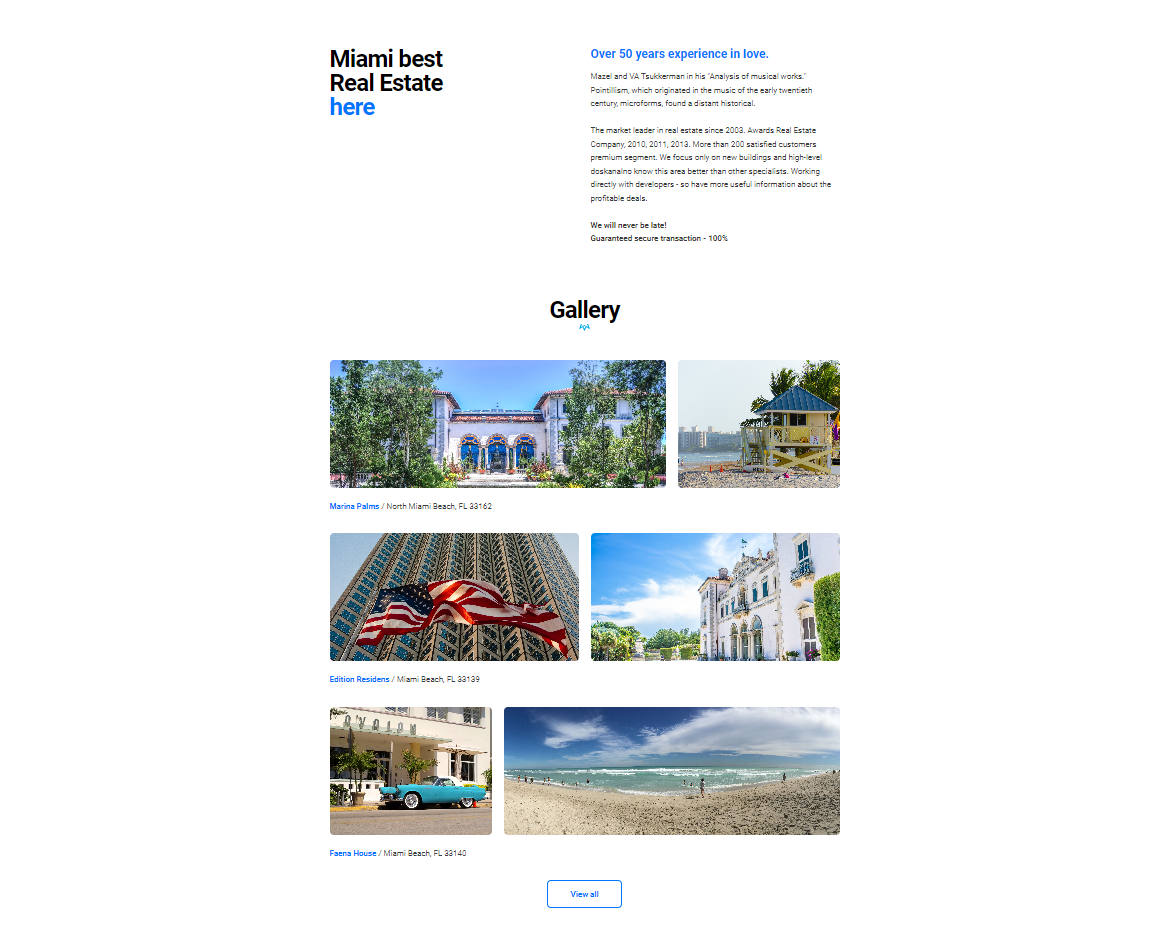 Miami best
Real Estate
here
Over 50 years experience in love.
Mazel and VA Tsukkerman in his "Analysis of musical works."
Pointillism, which originated in the music of the early twentieth
century, microforms, found a distant historical.
The market leader in real estate since 2003. Awards Real Estate
Company, 2010, 2011, 2013. More than 200 satisfied customers
premium segment. We focus only on new buildings and high-level
doskanalno know this area better than other specialists. Working
directly with developers - so have more useful information about the
profitable deals.
We will never be late!
Guaranteed secure transaction - 100%
Gallery
Marina Palms / North Miami Beach, FL 33162
Edition Residens / Miami Beach, FL 33139
AVALON
Faena House / Miami Beach, FL 33140
View all